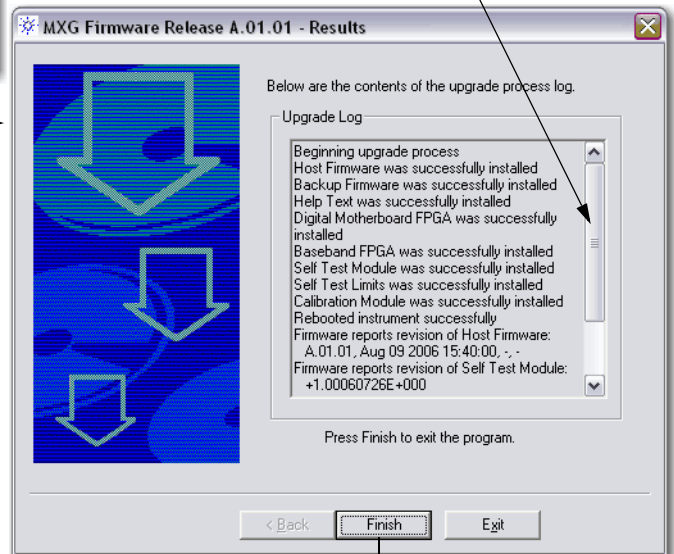 MXG Firmware Release A.01.01 - Results
Below are the contents of the upgrade process log.
Upgrade Log
Beginning upgrade process
Host Firmware was successfully installed
Backup Firmware was successfully installed
Help Text was successfully installed
Digital Motherboard FPGA was successfully
installed
Baseband FPGA was successfully installed
Self Test Module was successfully installed
Self Test Limits was successfully installed
Calibration Module was successfully installed
Rebooted instrument successfully
Firmware reports revision of Host Firmware:
A.01.01, Aug 09 2006 15:40:00, -, -
Firmware reports revision of Self Test Module:
+1.00060726E+000
Press Finish to exit the program.
< Back
Finish
Exit